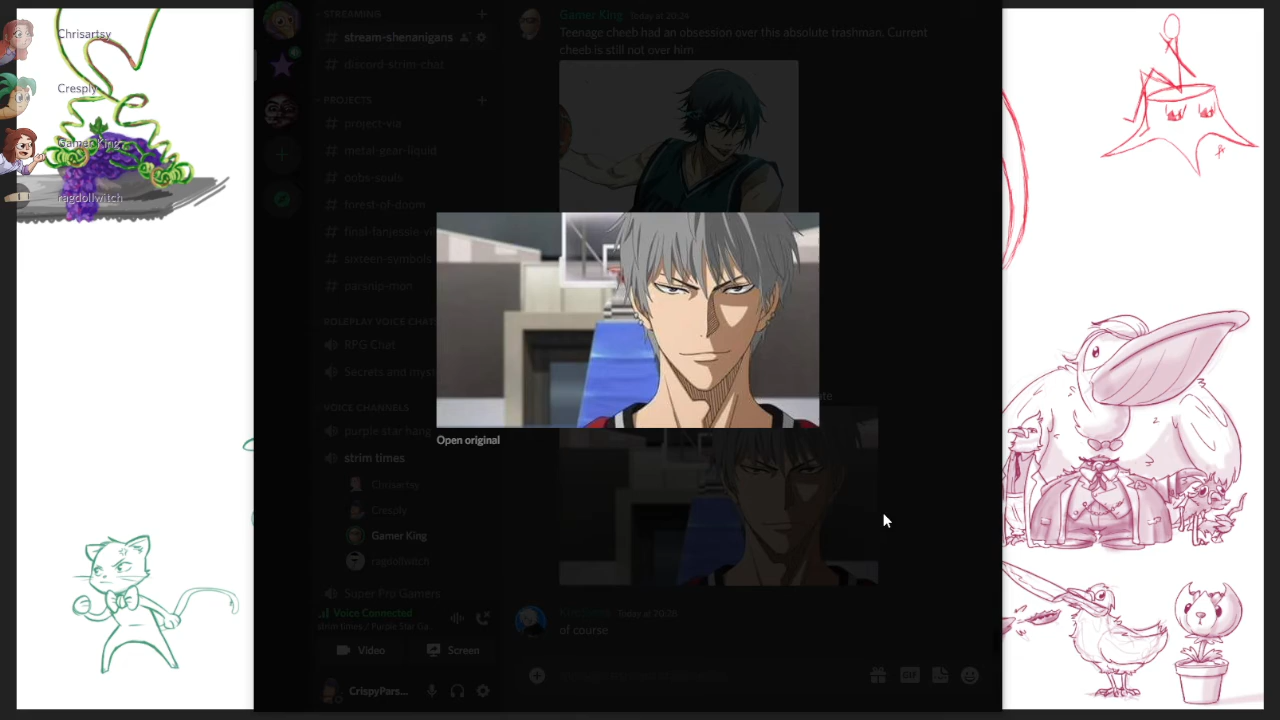 Chrisartsy
Cresply
Gamer King
ragdollwitch
STREAMING
stream-shenanigans
discord-strim-chat
PROJECTS
project-via
metal-gear-liquid
oobs-souls
forest-of-doom
final-fanjessie-vii
sixteen-symbols
parsnip-mon
ROLEPLAY VOICE CHAT
RPG Chat
Secrets and myst
VOICE CHANNELS
purple star hang
strim times
Chrisartsy
Cresply
Gamer King
ragdollwitch
Super Pro Gamers
Voice Connected
strim times / Purple Star Ga...
Video
Screen
CrispyPars...
Gamer King Today at 20:24
Teenage cheeb had an obsession over this absolute trashman. Current
cheeb is still not over him
Open original
Today at 20:26
of course
GIF